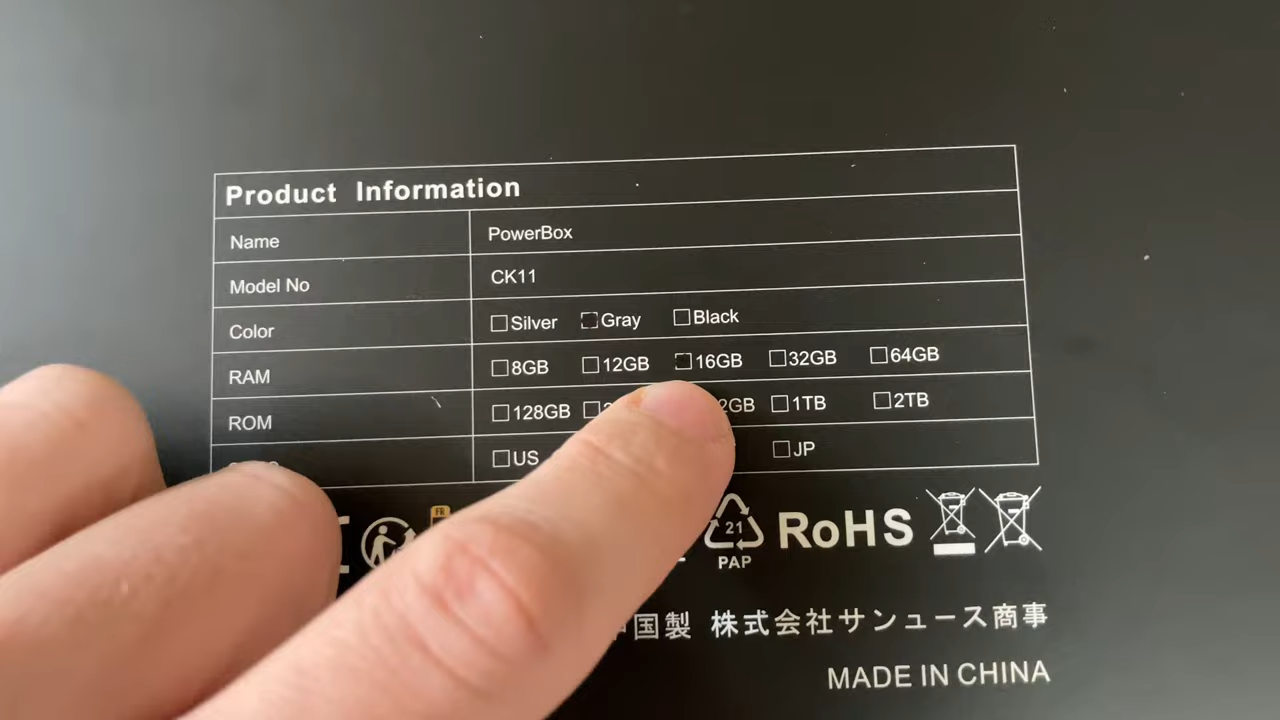 Product Information
Name PowerBox
Model No CK11
Color □Silver □Gray □Black
RAM □8GB □12GB □16GB □32GB □64GB
ROM □128GB □ □1TB □2TB
□US □JP
FR
21
PAP
RoHS
国製 株式会社サンユース商事
MADE IN CHINA